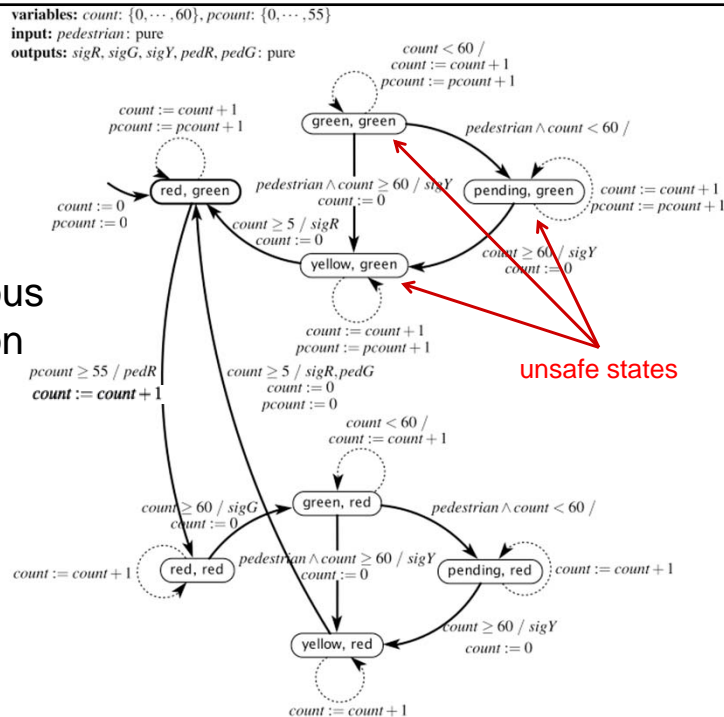 variables: count: {0,⋯,60}, pcount: {0,⋯,55}
input: pedestrian: pure
outputs: sigR, sigG, sigY, pedR, pedG: pure
count < 60 /
count := count + 1
pcount := pcount + 1
count := count + 1
pcount := pcount + 1
green, green
pedestrian ∧ count < 60 /
red, green
pedestrian ∧ count ≥ 60 / sigY
count := 0
pending, green
count := count + 1
pcount := pcount + 1
count := 0
pcount := 0
count ≥ 5 / sigR
count := 0
yellow, green
count ≥ 60 / sigY
count := 0
ous
on
count := count + 1
pcount := pcount + 1
unsafe states
pcount ≥ 55 / pedR
count := count + 1
count ≥ 5 / sigR, pedG
count := 0
pcount := 0
count < 60 /
count := count + 1
count ≥ 60 / sigG
count := 0
green, red
pedestrian ∧ count < 60 /
count := count + 1
red, red
pedestrian ∧ count ≥ 60 / sigY
count := 0
pending, red
count := count + 1
yellow, red
count ≥ 60 / sigY
count := 0
count := count + 1